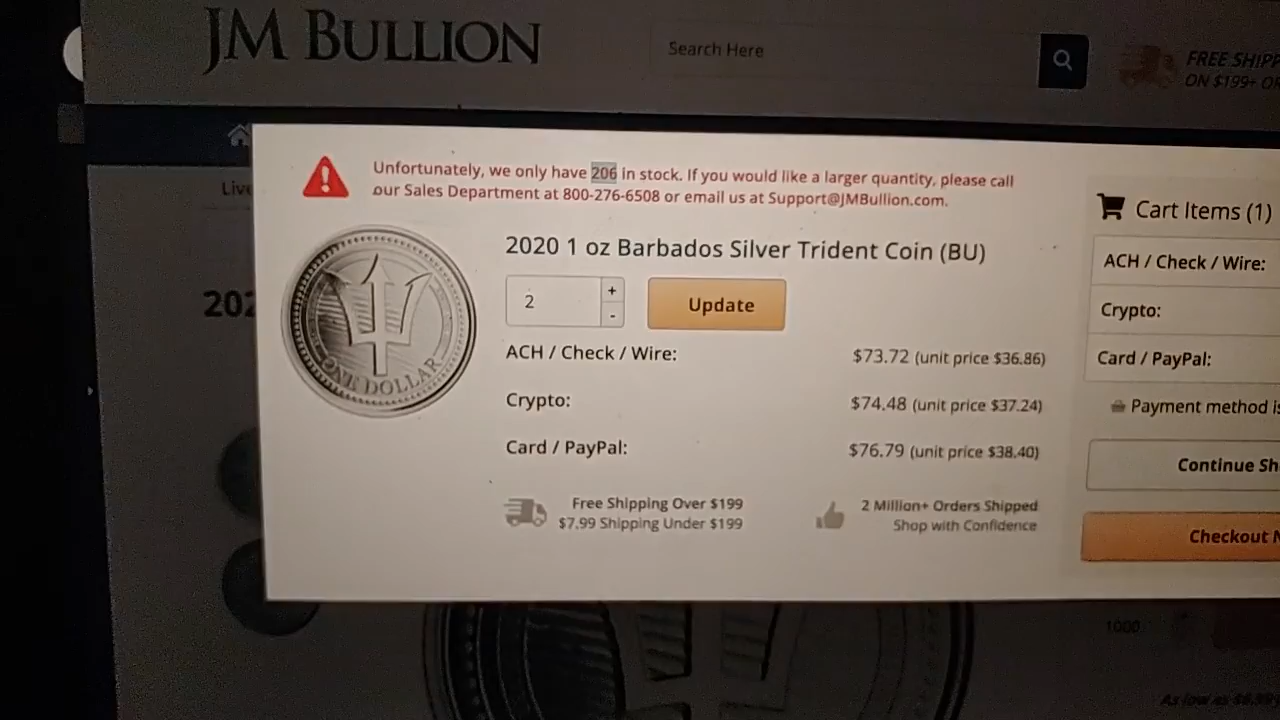 JM BULLION
Search Here
FREE SHIPP
ON $199+ OR
Live
Unfortunately, we only have 206 in stock. If you would like a larger quantity, please call
our Sales Department at 800-276-6508 or email us at Support@JMBullion.com.
202
ONE DOLLAR
2020 1 oz Barbados Silver Trident Coin (BU)
2
+
-
Update
ACH / Check / Wire:
$73.72 (unit price $36.86)
Crypto:
$74.48 (unit price $37.24)
Card / PayPal:
$76.79 (unit price $38.40)
Free Shipping Over $199
$7.99 Shipping Under $199
2 Million+ Orders Shipped
Shop with Confidence
Cart Items (1)
ACH / Check / Wire:
Crypto:
Card / PayPal:
Payment method is
Continue Sh
Checkout N
1000